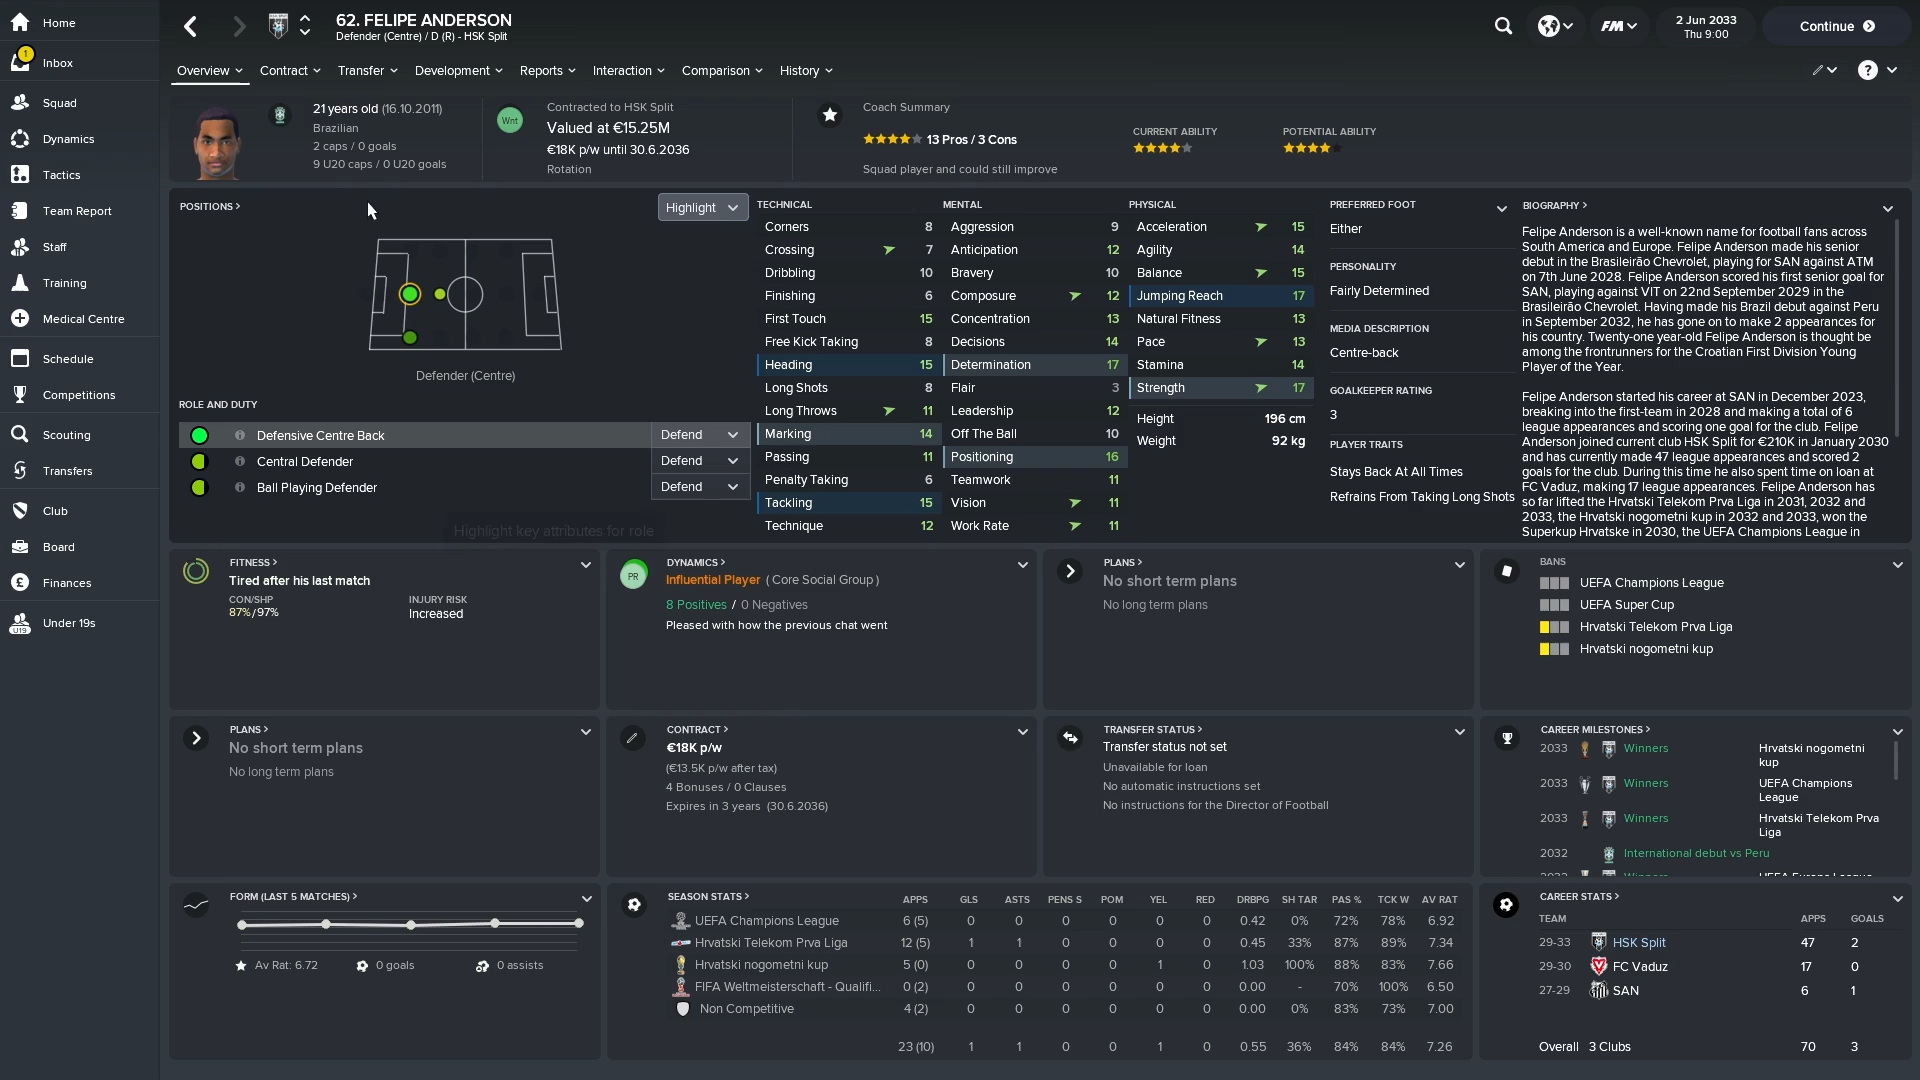 Home
Inbox
1
Squad
Dynamics
Tactics
Team Report
Staff
Training
Medical Centre
Schedule
Competitions
Scouting
Transfers
Club
Board
Finances
Under 19s
U19
62. FELIPE ANDERSON
Defender (Centre) / D (R) - HSK Split
FM
2 Jun 2033
Thu 9:00
Continue
Overview Contract Transfer Development Reports Interaction Comparison History
?
21 years old (16.10.2011)
Brazilian
2 caps / 0 goals
9 U20 caps / 0 U20 goals
Wnt
Contracted to HSK Split
Valued at €15.25M
€18K p/w until 30.6.2036
Rotation
Coach Summary
13 Pros / 3 Cons
Squad player and could still improve
CURRENT ABILITY
POTENTIAL ABILITY
POSITIONS >
Highlight
Defender (Centre)
ROLE AND DUTY
Defensive Centre Back Defend
Central Defender Defend
Ball Playing Defender Defend
Highlight key attributes for role
TECHNICAL
Corners 8
Crossing 7
Dribbling 10
Finishing 6
First Touch 15
Free Kick Taking 8
Heading 15
Long Shots 8
Long Throws 11
Marking 14
Passing 11
Penalty Taking 6
Tackling 15
Technique 12
MENTAL
Aggression 9
Anticipation 12
Bravery 10
Composure 12
Concentration 13
Decisions 14
Determination 17
Flair 3
Leadership 12
Off The Ball 10
Positioning 16
Teamwork 11
Vision 11
Work Rate 11
PHYSICAL
Acceleration 15
Agility 14
Balance 15
Jumping Reach 17
Natural Fitness 13
Pace 13
Stamina 14
Strength 17
Height 196 cm
Weight 92 kg
PREFERRED FOOT
Either
PERSONALITY
Fairly Determined
MEDIA DESCRIPTION
Centre-back
GOALKEEPER RATING
3
PLAYER TRAITS
Stays Back At All Times
Refrains From Taking Long Shots
BIOGRAPHY >
Felipe Anderson is a well-known name for football fans across
South America and Europe. Felipe Anderson made his senior
debut in the Brasileirão Chevrolet, playing for SAN against ATM
on 7th June 2028. Felipe Anderson scored his first senior goal for
SAN, playing against VIT on 22nd September 2029 in the
Brasileirão Chevrolet. Having made his Brazil debut against Peru
in September 2032, he has gone on to make 2 appearances for
his country. Twenty-one year-old Felipe Anderson is thought be
among the frontrunners for the Croatian First Division Young
Player of the Year.
Felipe Anderson started his career at SAN in December 2023,
breaking into the first-team in 2028 and making a total of 6
league appearances and scoring one goal for the club. Felipe
Anderson joined current club HSK Split for €210K in January 2030
and has currently made 47 league appearances and scored 2
goals for the club. During this time he also spent time on loan at
FC Vaduz, making 17 league appearances. Felipe Anderson has
so far lifted the Hrvatski Telekom Prva Liga in 2031, 2032 and
2033, the Hrvatski nogometni kup in 2032 and 2033, won the
Superkup Hrvatske in 2030, the UEFA Champions League in
FITNESS >
Tired after his last match
CON/SHP
87%/97%
INJURY RISK
Increased
PR
DYNAMICS >
Influential Player ( Core Social Group )
8 Positives / 0 Negatives
Pleased with how the previous chat went
PLANS >
No short term plans
No long term plans
BANS
UEFA Champions League
UEFA Super Cup
Hrvatski Telekom Prva Liga
Hrvatski nogometni kup
PLANS >
No short term plans
No long term plans
CONTRACT >
€18K p/w
(€13.5K p/w after tax)
4 Bonuses / 0 Clauses
Expires in 3 years (30.6.2036)
TRANSFER STATUS >
Transfer status not set
Unavailable for loan
No automatic instructions set
No instructions for the Director of Football
CAREER MILESTONES >
2033 Winners Hrvatski nogometni
kup
2033 Winners UEFA Champions
League
2033 Winners Hrvatski Telekom Prva
Liga
2032 International debut vs Peru
FORM (LAST 5 MATCHES) >
Av Rat: 6.72 0 goals 0 assists
SEASON STATS > APPS GLS ASTS PENS S POM YEL RED DRBPG SH TAR PAS % TCK W AV RAT
UEFA Champions League 6 (5) 0 0 0 0 0 0 0.42 0% 72% 78% 6.92
Hrvatski Telekom Prva Liga 12 (5) 1 1 0 0 0 0 0.45 33% 87% 89% 7.34
Hrvatski nogometni kup 5 (0) 0 0 0 0 1 0 1.03 100% 88% 83% 7.66
FIFA Weltmeisterschaft - Qualifi... 0 (2) 0 0 0 0 0 0 0.00 - 70% 100% 6.50
Non Competitive 4 (2) 0 0 0 0 0 0 0.00 0% 83% 73% 7.00
23 (10) 1 1 0 0 1 0 0.55 36% 84% 84% 7.26
CAREER STATS >
TEAM APPS GOALS
29-33 HSK Split 47 2
29-30 FC Vaduz 17 0
27-29 SAN 6 1
Overall 3 Clubs 70 3